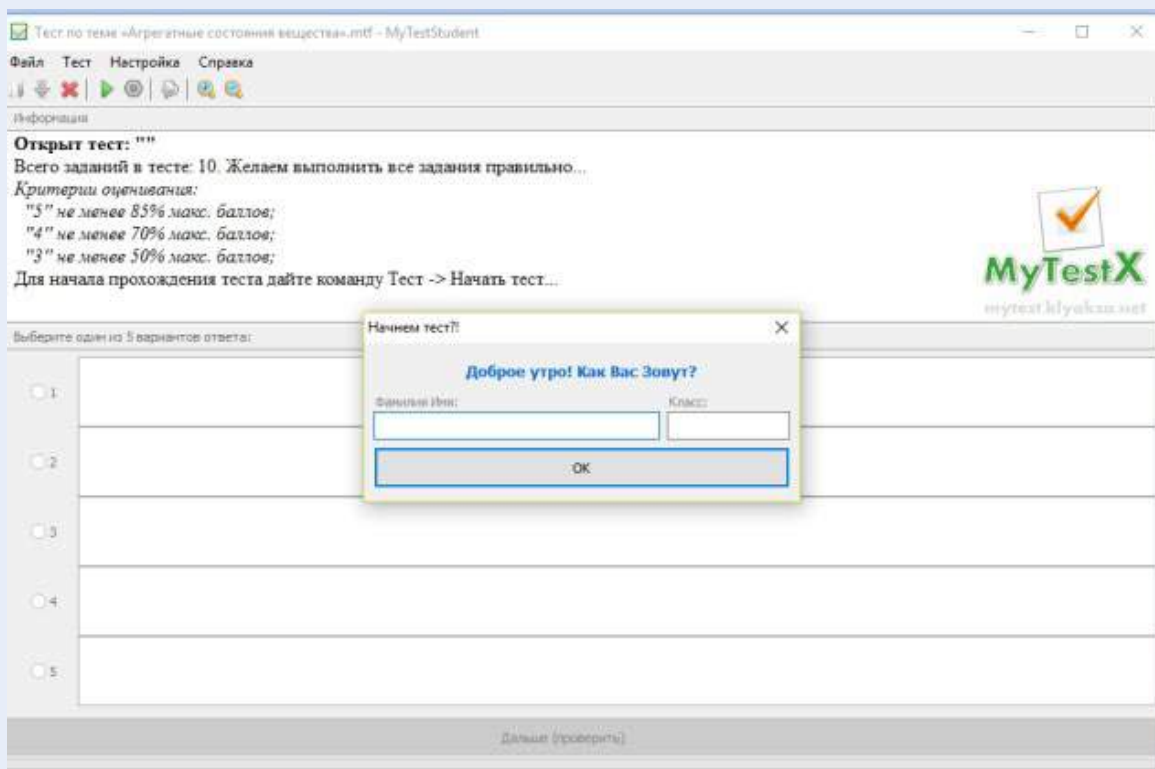 Тест по теме «Агрегатные состояния вещества».mtf - MyTestStudent
Файл Тест Настройка Справка
Информация
Открыт тест: ""
Всего заданий в тесте: 10. Желаем выполнить все задания правильно...
Критерии оценивания:
"5" не менее 85% макс. баллов;
"4" не менее 70% макс. баллов;
"3" не менее 50% макс. баллов;
Для начала прохождения теста дайте команду Тест -> Начать тест...
MyTestX
mytest.klyaksa.net
Выберите один из 5 вариантов ответа:
Начнем тест?!
Доброе утро! Как Вас Зовут?
Фамилия Имя: Класс:
OK
1
2
3
4
5
Дальше (проверить)